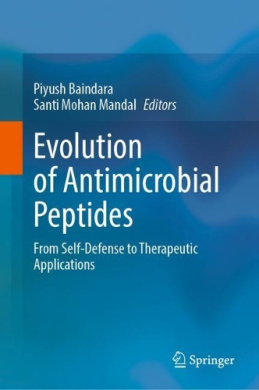 Piyush Baindara
Santi Mohan Mandal Editors
Evolution
of Antimicrobial
Peptides
From Self-Defense to Therapeutic
Applications
Springer